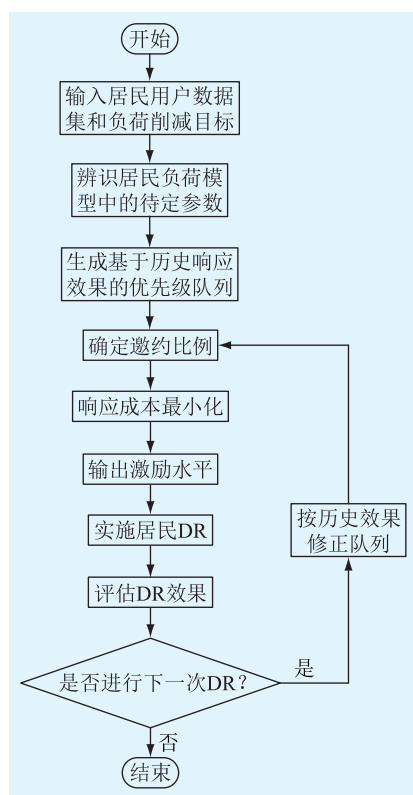 开始
输入居民用户数据
集和负荷削减目标
辨识居民负荷模
型中的待定参数
生成基于历史响应
效果的优先级队列
确定邀约比例
响应成本最小化
输出激励水平
实施居民DR
按历史效果
修正队列
评估DR效果
是否进行下一次DR?
是
否
结束